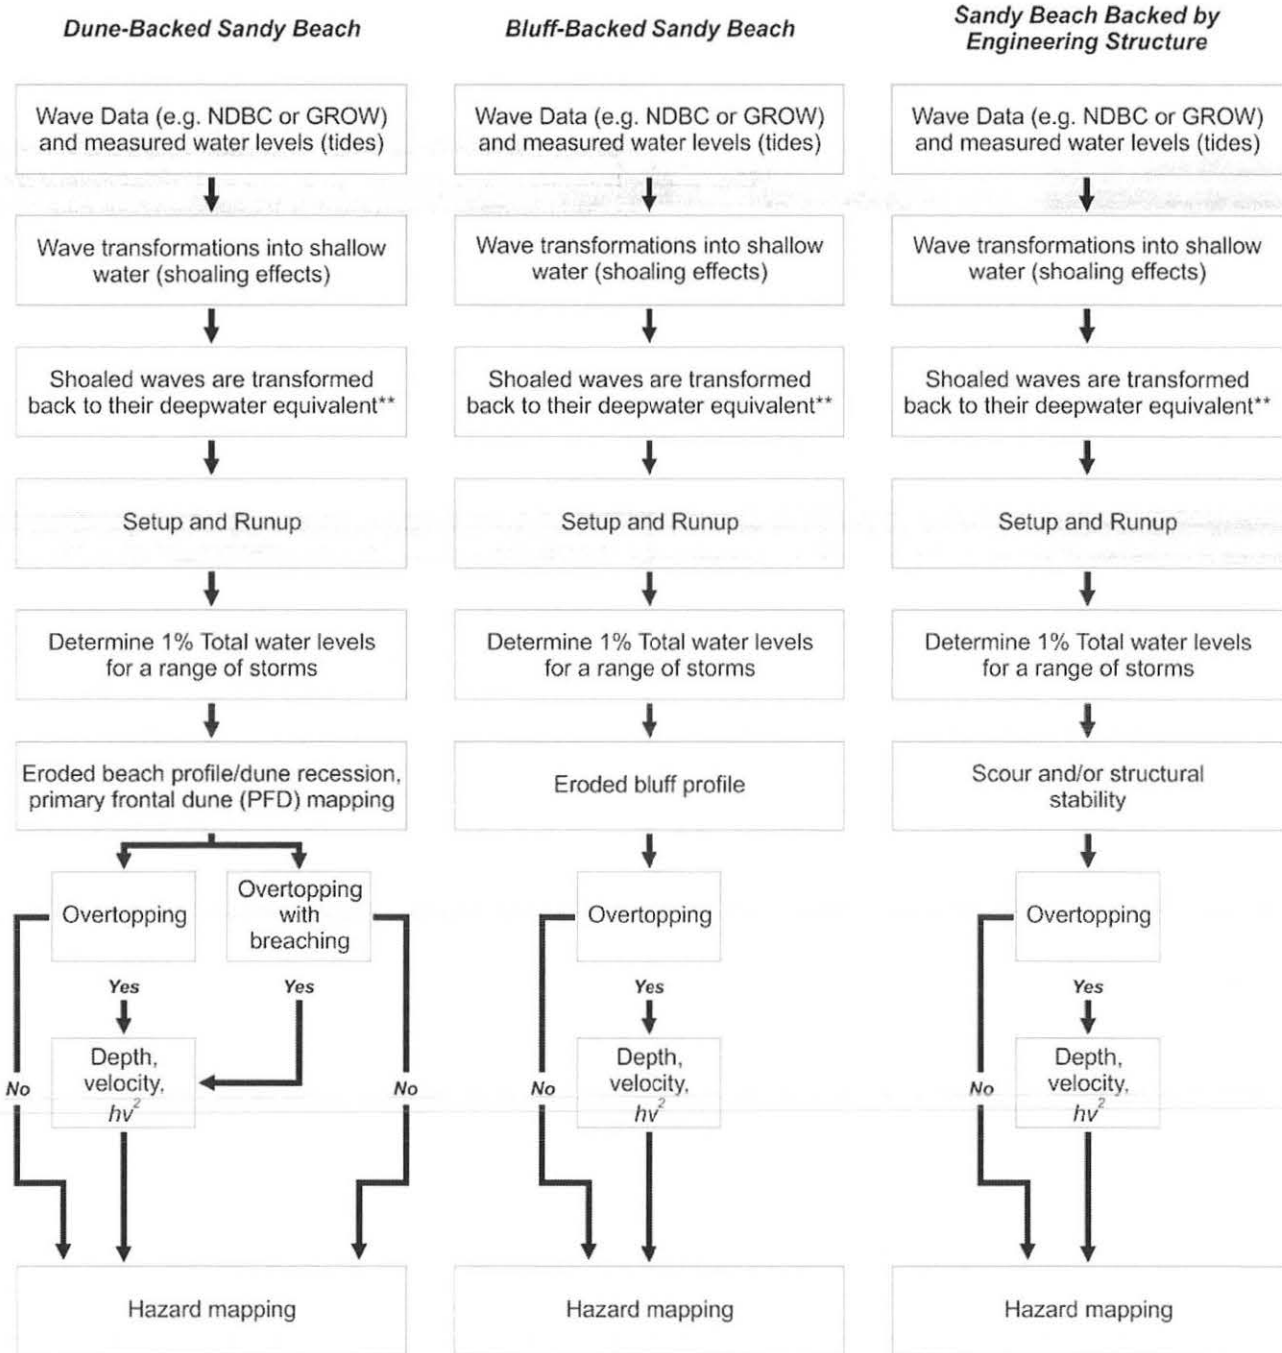 Dune-Backed Sandy Beach
Wave Data (e.g. NDBC or GROW)
and measured water levels (tides)
Wave transformations into shallow
water (shoaling effects)
Shoaled waves are transformed
back to their deepwater equivalent**
Setup and Runup
Determine 1% Total water levels
for a range of storms
Eroded beach profile/dune recession,
primary frontal dune (PFD) mapping
Overtopping
Overtopping
with
breaching
Yes
Yes
Depth,
velocity,
hv²
No
No
Hazard mapping
Bluff-Backed Sandy Beach
Wave Data (e.g. NDBC or GROW)
and measured water levels (tides)
Wave transformations into shallow
water (shoaling effects)
Shoaled waves are transformed
back to their deepwater equivalent**
Setup and Runup
Determine 1% Total water levels
for a range of storms
Eroded bluff profile
Overtopping
Yes
Depth,
velocity,
hv²
No
Hazard mapping
Sandy Beach Backed by
Engineering Structure
Wave Data (e.g. NDBC or GROW)
and measured water levels (tides)
Wave transformations into shallow
water (shoaling effects)
Shoaled waves are transformed
back to their deepwater equivalent**
Setup and Runup
Determine 1% Total water levels
for a range of storms
Scour and/or structural
stability
Overtopping
Yes
Depth,
velocity,
hv²
No
Hazard mapping